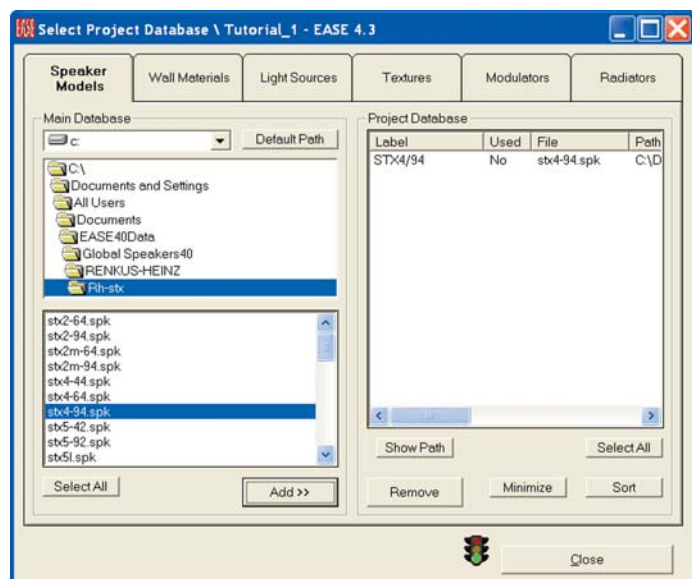 EASE Select Project Database \ Tutorial_1 - EASE 4.3
Speaker Models
Wall Materials
Light Sources
Textures
Modulators
Radiators
Main Database
c:
Default Path
C:\
Documents and Settings
All Users
Documents
EASE40Data
Global Speakers40
RENKUS-HEINZ
Rh-stx
stx2-64.spk
stx2-94.spk
stx2m-64.spk
stx2m-94.spk
stx4-44.spk
stx4-64.spk
stx4-94.spk
stx5-42.spk
stx5-92.spk
stx5l.spk
Select All
Add >>
Project Database
Label Used File Path
STX4/94 No stx4-94.spk C:\D
Show Path
Select All
Remove
Minimize
Sort
Close